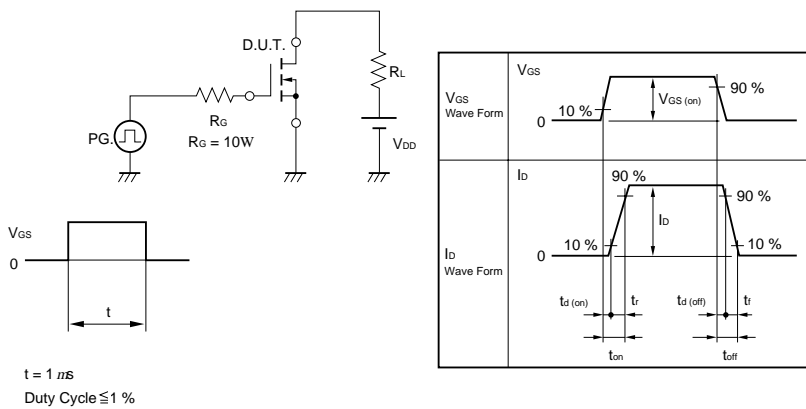 D.U.T.
RL
RG
RG = 10W
PG.
VDD
VGS
0
t
t = 1 ms
Duty Cycle ≦ 1 %
VGS
Wave Form
VGS
10 %
0
VGS (on)
90 %
ID
Wave Form
ID
90 %
90 %
ID
10 %
0
10 %
td (on)
tr
td (off)
tf
ton
toff